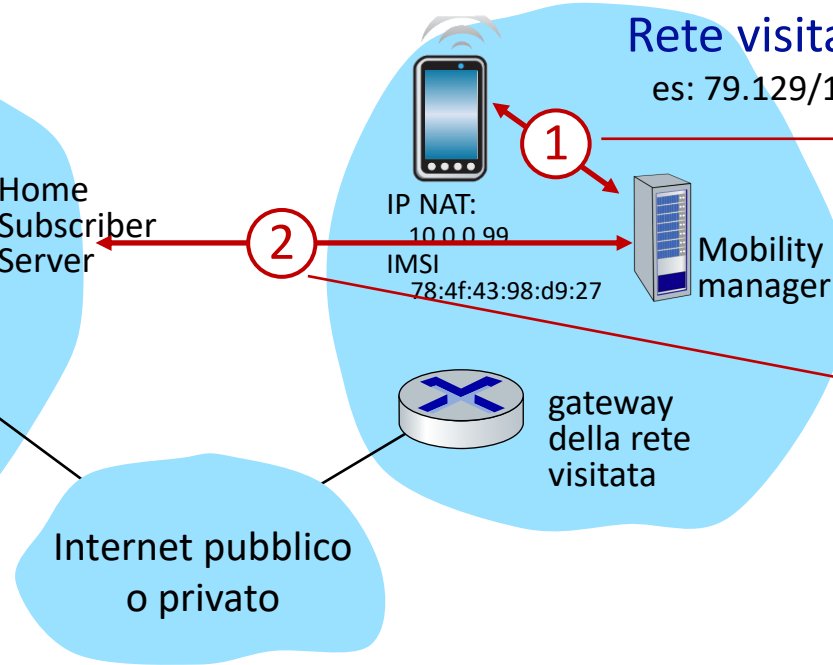 Rete visita
es: 79.129/1
1
Home
Subscriber
Server
2
IP NAT:
10.0.0.99
IMSI
78:4f:43:98:d9:27
Mobility
manager
gateway
della rete
visitata
Internet pubblico
o privato